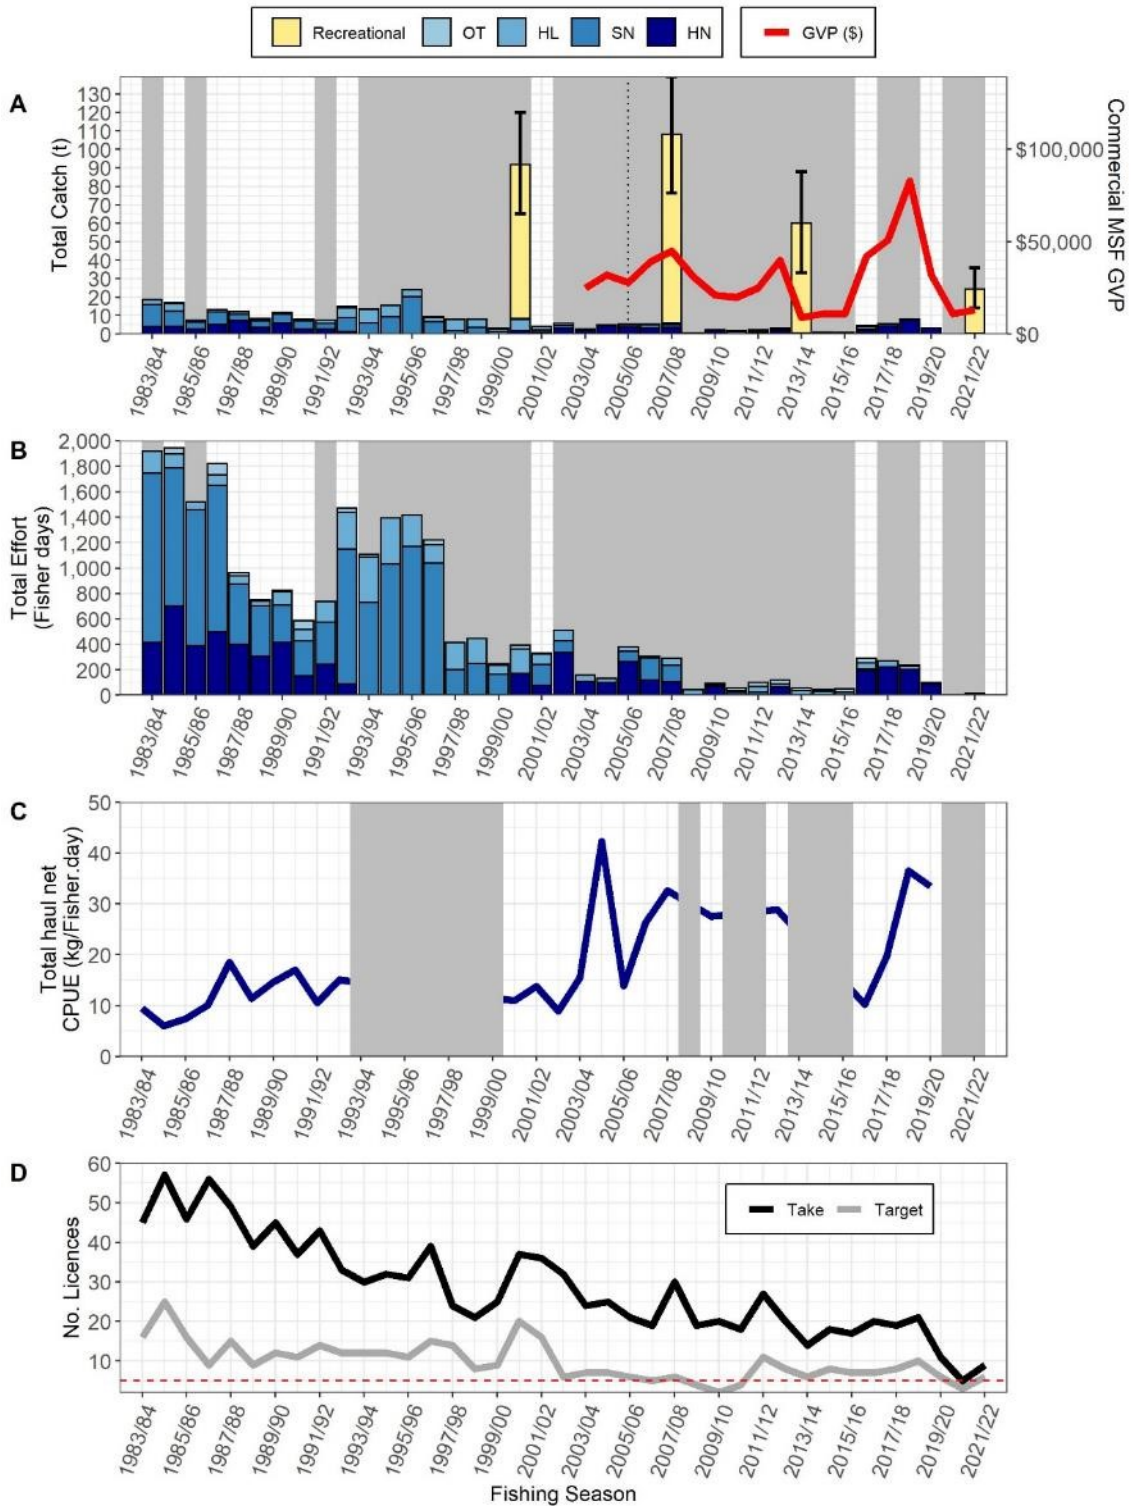 Recreational OT HL SN HN GVP ($)
A
Total Catch (t)
130
120
110
100
90
80
70
60
50
40
30
20
10
0
$100,000
$50,000
$0
Commercial MSF GVP
1983/84 1985/86 1987/88 1989/90 1991/92 1993/94 1995/96 1997/98 1999/00 2001/02 2003/04 2005/06 2007/08 2009/10 2011/12 2013/14 2015/16 2017/18 2019/20 2021/22
B
Total Effort
(Fisher days)
2,000
1,800
1,600
1,400
1,200
1,000
800
600
400
200
0
1983/84 1985/86 1987/88 1989/90 1991/92 1993/94 1995/96 1997/98 1999/00 2001/02 2003/04 2005/06 2007/08 2009/10 2011/12 2013/14 2015/16 2017/18 2019/20 2021/22
C
Total haul net
CPUE (kg/Fisher.day)
50
40
30
20
10
0
1983/84 1985/86 1987/88 1989/90 1991/92 1993/94 1995/96 1997/98 1999/00 2001/02 2003/04 2005/06 2007/08 2009/10 2011/12 2013/14 2015/16 2017/18 2019/20 2021/22
D
No. Licences
60
50
40
30
20
10
Take Target
1983/84 1985/86 1987/88 1989/90 1991/92 1993/94 1995/96 1997/98 1999/00 2001/02 2003/04 2005/06 2007/08 2009/10 2011/12 2013/14 2015/16 2017/18 2019/20 2021/22
Fishing Season